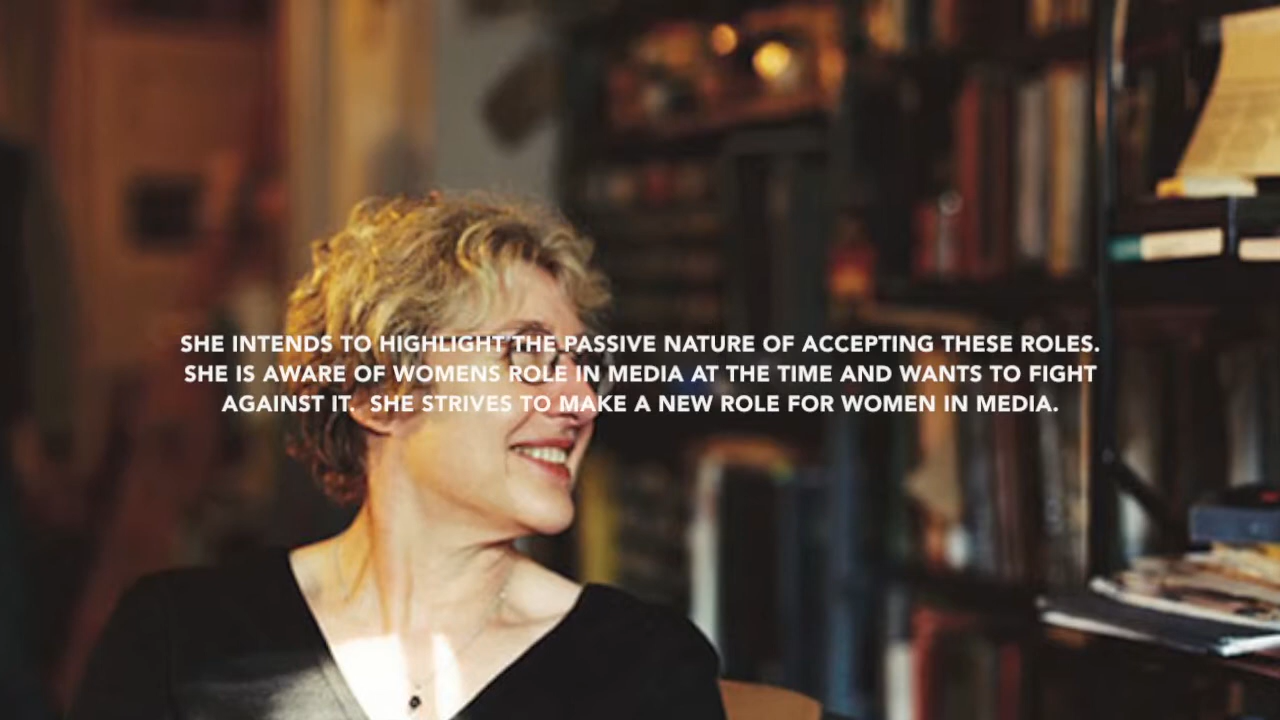 SHE INTENDS TO HIGHLIGHT THE PASSIVE NATURE OF ACCEPTING THESE ROLES.
SHE IS AWARE OF WOMENS ROLE IN MEDIA AT THE TIME AND WANTS TO FIGHT
AGAINST IT.  SHE STRIVES TO MAKE A NEW ROLE FOR WOMEN IN MEDIA.